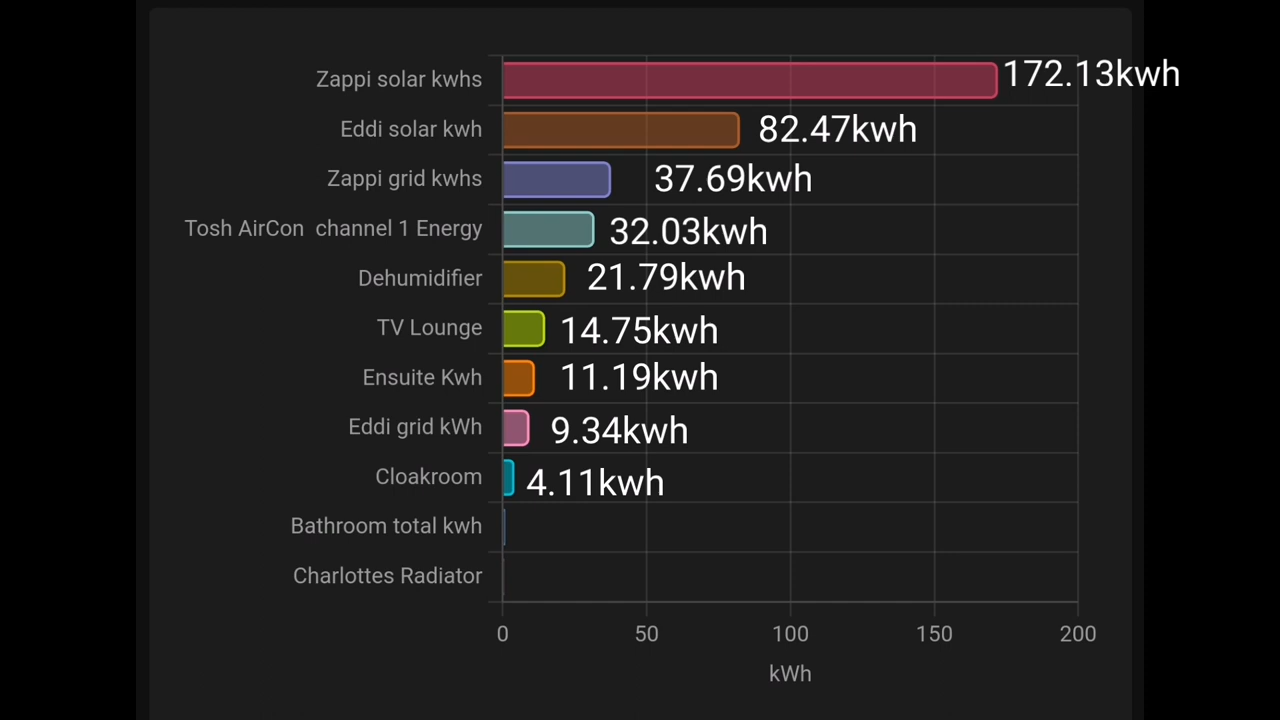 Zappi solar kwhs 172.13kwh
Eddi solar kwh 82.47kwh
Zappi grid kwhs 37.69kwh
Tosh AirCon  channel 1 Energy 32.03kwh
Dehumidifier 21.79kwh
TV Lounge 14.75kwh
Ensuite Kwh 11.19kwh
Eddi grid kWh 9.34kwh
Cloakroom 4.11kwh
Bathroom total kwh
Charlottes Radiator
0 50 100 150 200
kWh